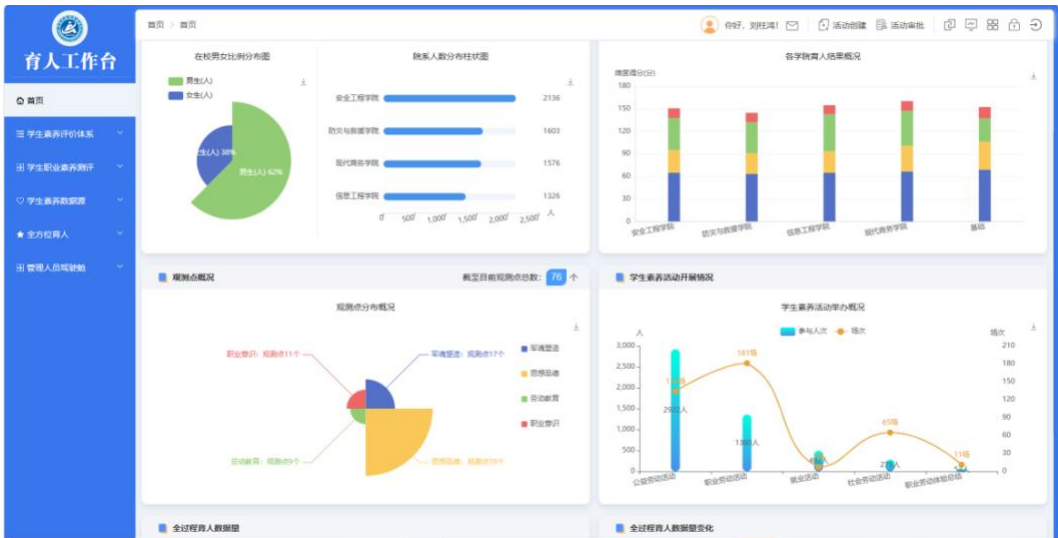 育人工作台
首页
学生素养评价体系
学生职业素养测评
学生素养数据源
全方位育人
管理人员驾驶舱
首页 > 首页
你好，刘柱鸿！
活动创建
活动审批
在校男女比例分布图
男生(人)
女生(人)
生(人) 38%
男生(人) 62%
院系人数分布柱状图
安全工程学院 2136
防灾与救援学院 1603
现代商务学院 1576
信息工程学院 1326
0 500 1,000 1,500 2,000 2,500 人
各学院育人结果概况
维度得分(分)
180
150
120
90
60
30
0
安全工程学院 防灾与救援学院 信息工程学院 现代商务学院 基础
观测点概况
截至目前观测点总数： 76 个
观测点分布概况
职业意识：观测点11个
军魂塑造：观测点17个
劳动教育：观测点9个
思想品德：观测点39个
军魂塑造
思想品德
劳动教育
职业意识
学生素养活动开展情况
学生素养活动举办概况
参与人次 场次
人
3,000
2,500
2,000
1,500
1,000
500
0
场次
210
180
150
120
90
60
30
0
181场
65场
11场
1360人
公益劳动活动 职业劳动活动 就业活动 社会劳动活动 职业劳动体验总结
全过程育人数据量
全过程育人数据量变化